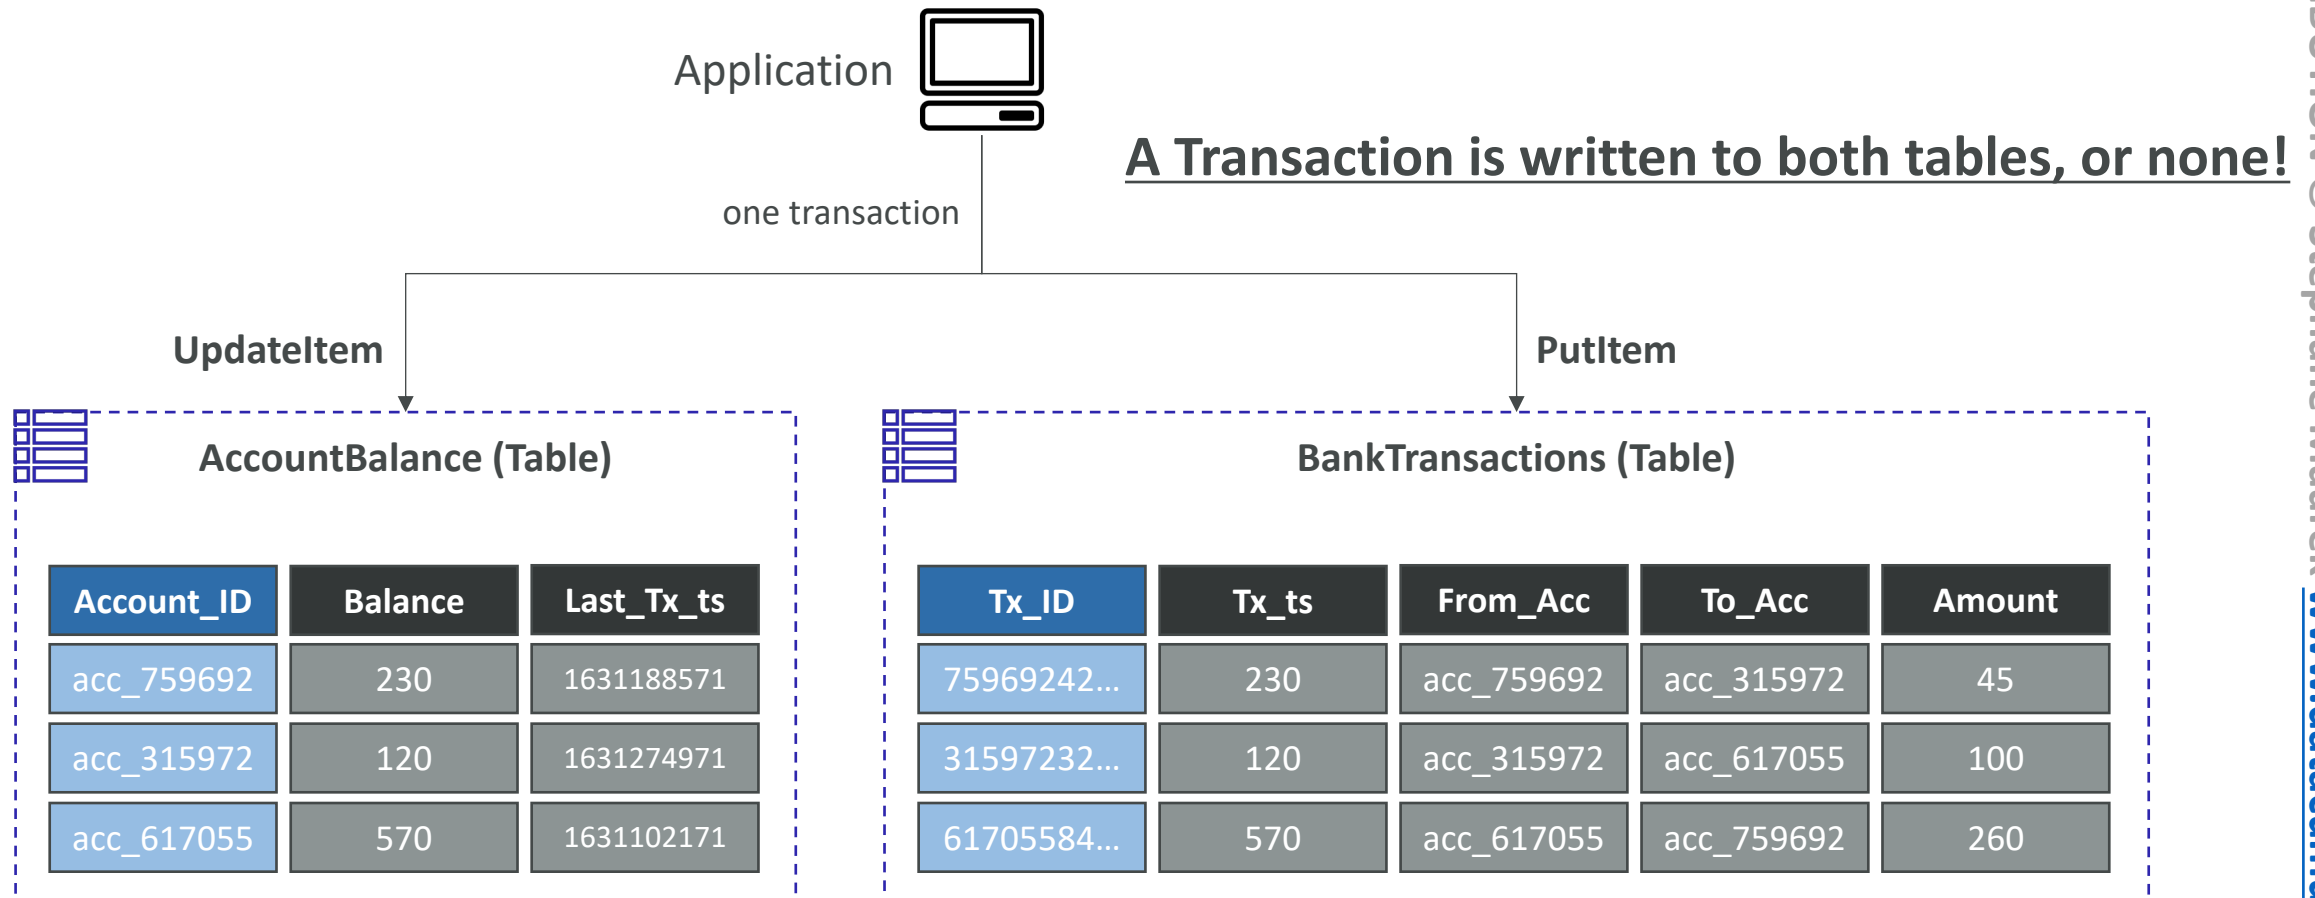 Application
A Transaction is written to both tables, or none!
one transaction
UpdateItem
PutItem
AccountBalance (Table)
Account_ID Balance Last_Tx_ts
acc_759692 230 1631188571
acc_315972 120 1631274971
acc_617055 570 1631102171
BankTransactions (Table)
Tx_ID Tx_ts From_Acc To_Acc Amount
75969242... 230 acc_759692 acc_315972 45
31597232... 120 acc_315972 acc_617055 100
61705584... 570 acc_617055 acc_759692 260